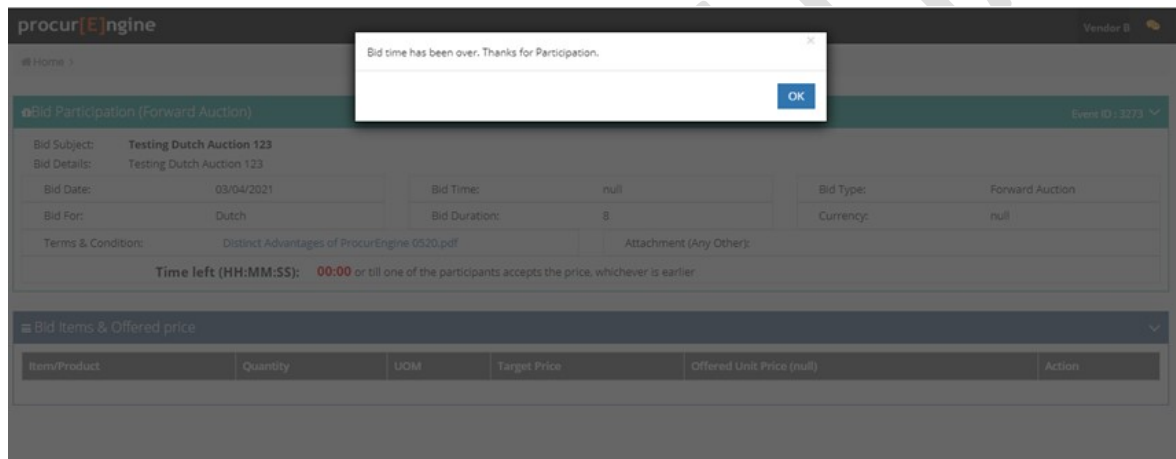 procur[E]ngine
Vendor B
Bid time has been over. Thanks for Participation.
×
OK
Home
Bid Participation (Forward Auction)
Event ID : 3273
Bid Subject: Testing Dutch Auction 123
Bid Details: Testing Dutch Auction 123
Bid Date: 03/04/2021 Bid Time: null Bid Type: Forward Auction
Bid For: Dutch Bid Duration: 8 Currency: null
Terms & Condition: Distinct Advantages of ProcurEngine 0520.pdf Attachment (Any Other):
Time left (HH:MM:SS): 00:00 or till one of the participants accepts the price, whichever is earlier
Bid Items & Offered price
Item/Product Quantity UOM Target Price Offered Unit Price (null) Action